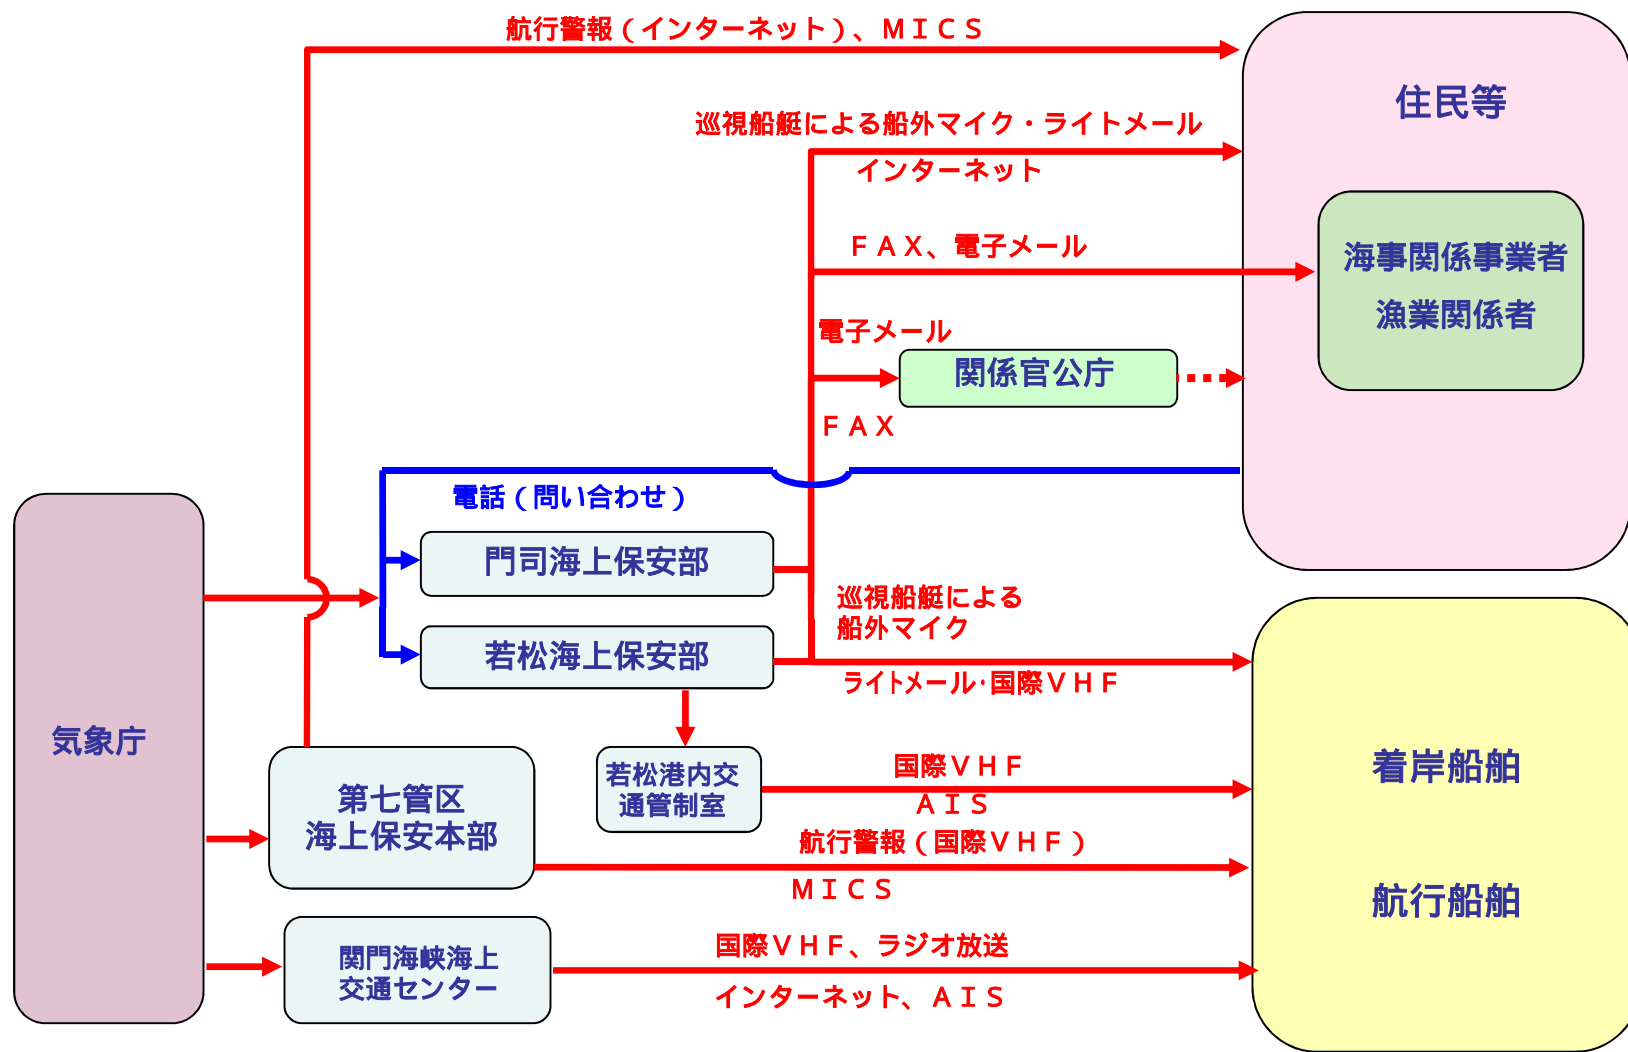 航行警報（インターネット）、ＭＩＣＳ
住民等
巡視船艇による船外マイク・ライトメール
インターネット
ＦＡＸ、電子メール
海事関係事業者
漁業関係者
電子メール
関係官公庁
ＦＡＸ
電話（問い合わせ）
門司海上保安部
巡視船艇による
船外マイク
若松海上保安部
ライトメール・国際ＶＨＦ
気象庁
第七管区
海上保安本部
若松港内交
通管制室
国際ＶＨＦ
ＡＩＳ
着岸船舶
航行警報（国際ＶＨＦ）
ＭＩＣＳ
航行船舶
関門海峡海上
交通センター
国際ＶＨＦ、ラジオ放送
インターネット、ＡＩＳ